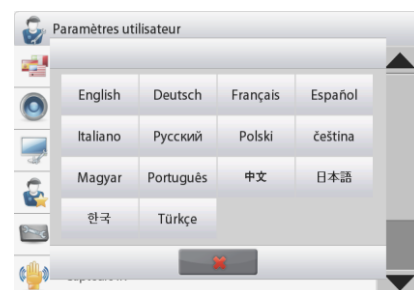 Paramètres utilisateur
English Deutsch Français Español
Italiano Русский Polski čeština
Magyar Português 中文 日本語
한국 Türkçe